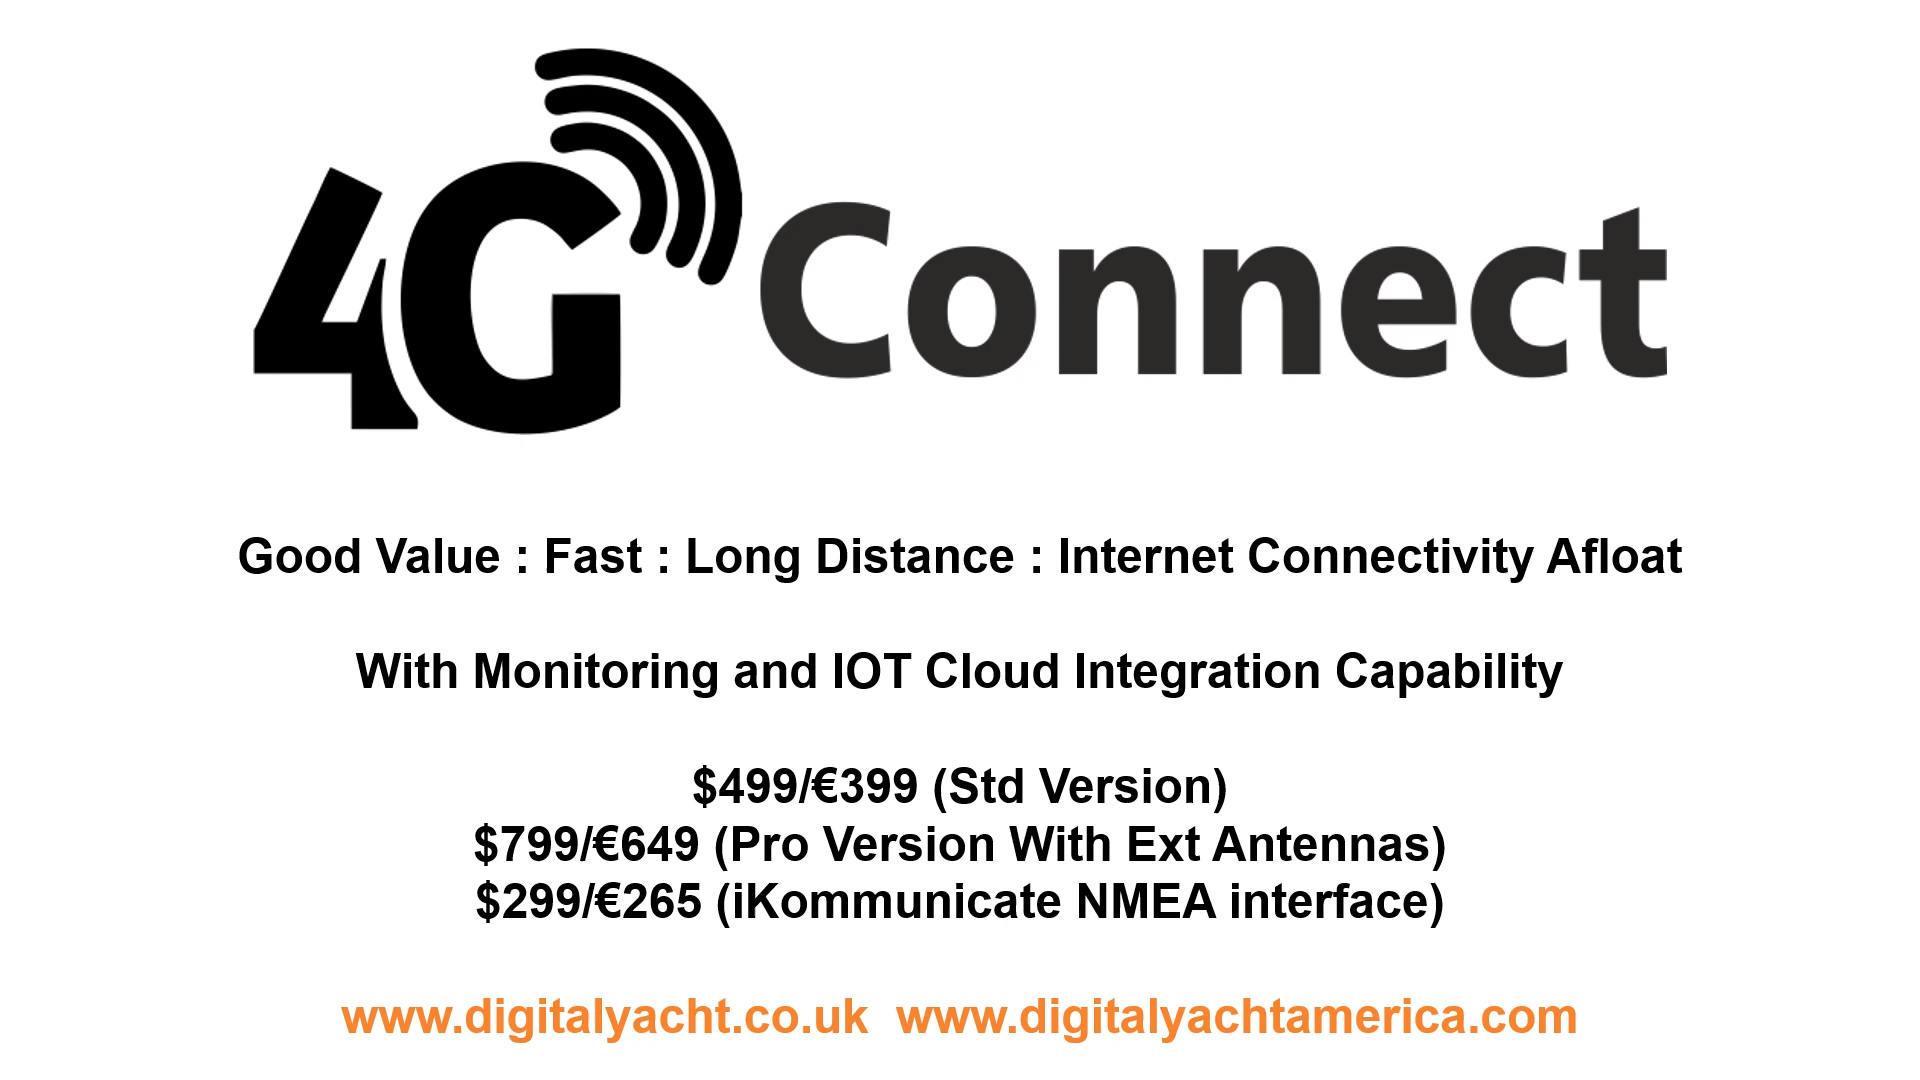 4G Connect
Good Value : Fast : Long Distance : Internet Connectivity Afloat
With Monitoring and IOT Cloud Integration Capability
$499/€399 (Std Version)
$799/€649 (Pro Version With Ext Antennas)
$299/€265 (iKommunicate NMEA interface)
www.digitalyacht.co.uk  www.digitalyachtamerica.com